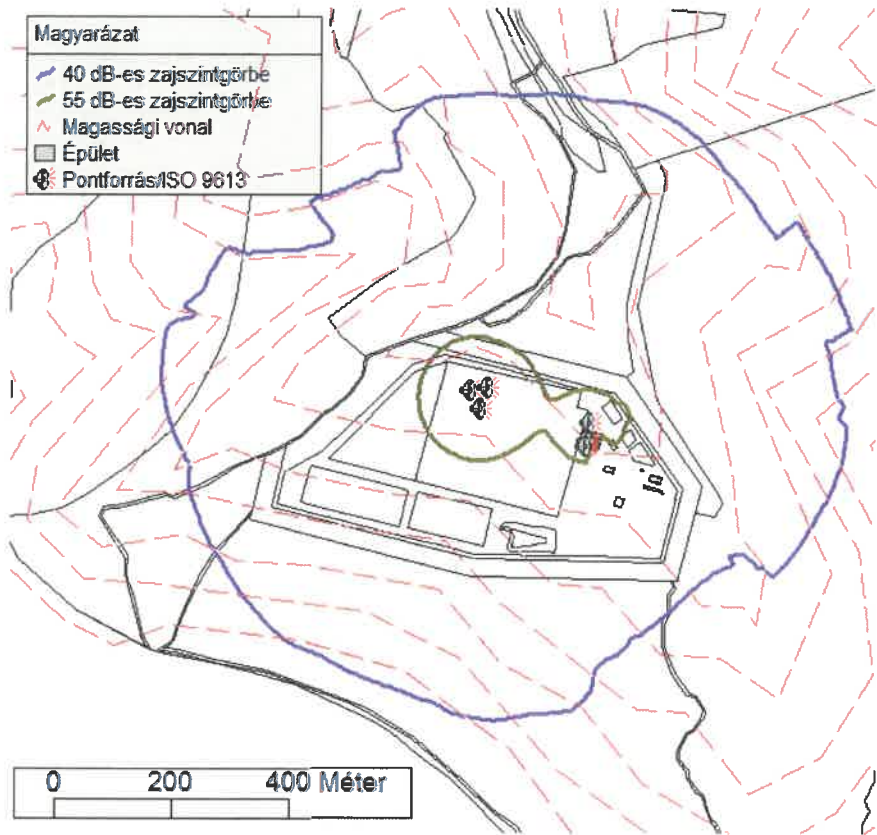 Magyarázat
40 dB-es zajszintgörbe
55 dB-es zajszintgörbe
Magassági vonal
Épület
Pontforrás/ISO 9613
0 200 400 Méter